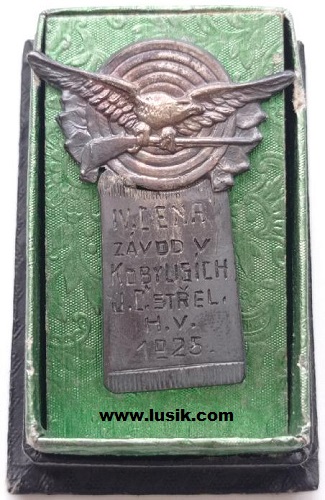 IV. CENA
ZÁVOD V
KOBYLISÍCH
J. Č. STŘEL.
H. V.
1925.
www.lusik.com